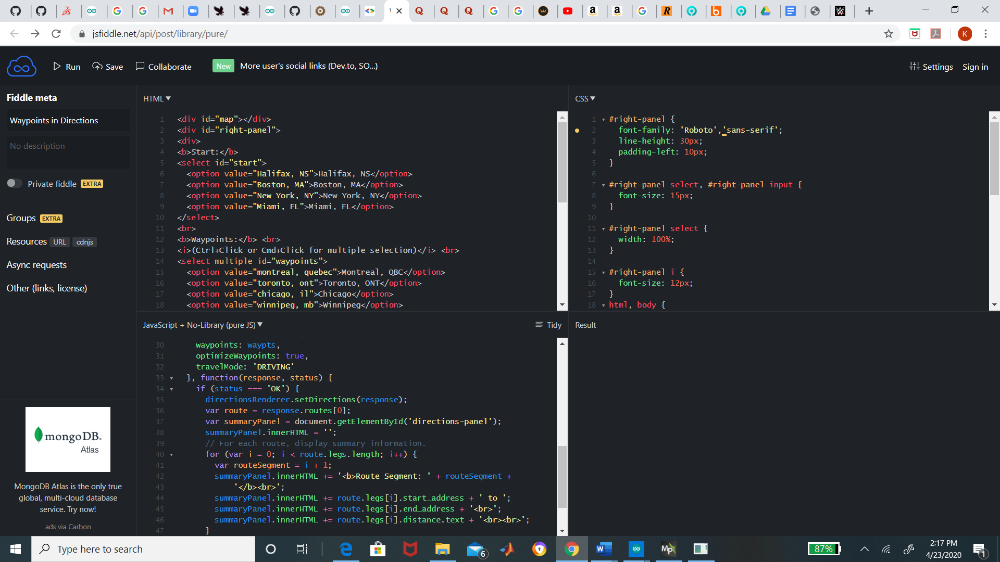 jsfiddle.net/api/post/library/pure/
K
Run
Save
Collaborate
New
More user's social links (Dev.to, SO...)
Settings
Sign in
Fiddle meta
Waypoints in Directions
No description
Private fiddle EXTRA
Groups EXTRA
Resources URL cdnjs
Async requests
Other (links, license)
mongoDB.
Atlas
MongoDB Atlas is the only true
global, multi-cloud database
service. Try now!
ads via Carbon
HTML
1 <div id="map"></div>
2 <div id="right-panel">
3 <div>
4 <b>Start:</b>
5 <select id="start">
6 <option value="Halifax, NS">Halifax, NS</option>
7 <option value="Boston, MA">Boston, MA</option>
8 <option value="New York, NY">New York, NY</option>
9 <option value="Miami, FL">Miami, FL</option>
10 </select>
11 <br>
12 <b>Waypoints:</b> <br>
13 <i>(Ctrl+Click or Cmd+Click for multiple selection)</i> <br>
14 <select multiple id="waypoints">
15 <option value="montreal, quebec">Montreal, QBC</option>
16 <option value="toronto, ont">Toronto, ONT</option>
17 <option value="chicago, il">Chicago</option>
18 <option value="winnipeg, mb">Winnipeg</option>
CSS
1 #right-panel {
2 font-family: 'Roboto','sans-serif';
3 line-height: 30px;
4 padding-left: 10px;
5 }
6
7 #right-panel select, #right-panel input {
8 font-size: 15px;
9 }
10
11 #right-panel select {
12 width: 100%;
13 }
14
15 #right-panel i {
16 font-size: 12px;
17 }
18 html, body {
JavaScript + No-Library (pure JS)
Tidy
30 waypoints: waypts,
31 optimizeWaypoints: true,
32 travelMode: 'DRIVING'
33 }, function(response, status) {
34 if (status === 'OK') {
35 directionsRenderer.setDirections(response);
36 var route = response.routes[0];
37 var summaryPanel = document.getElementById('directions-panel');
38 summaryPanel.innerHTML = '';
39 // For each route, display summary information.
40 for (var i = 0; i < route.legs.length; i++) {
41 var routeSegment = i + 1;
42 summaryPanel.innerHTML += '<b>Route Segment: ' + routeSegment +
43 '</b><br>';
44 summaryPanel.innerHTML += route.legs[i].start_address + ' to ';
45 summaryPanel.innerHTML += route.legs[i].end_address + '<br>';
46 summaryPanel.innerHTML += route.legs[i].distance.text + '<br><br>';
47 }
Result
Type here to search
6
Mp
87%
2:17 PM
4/23/2020
1